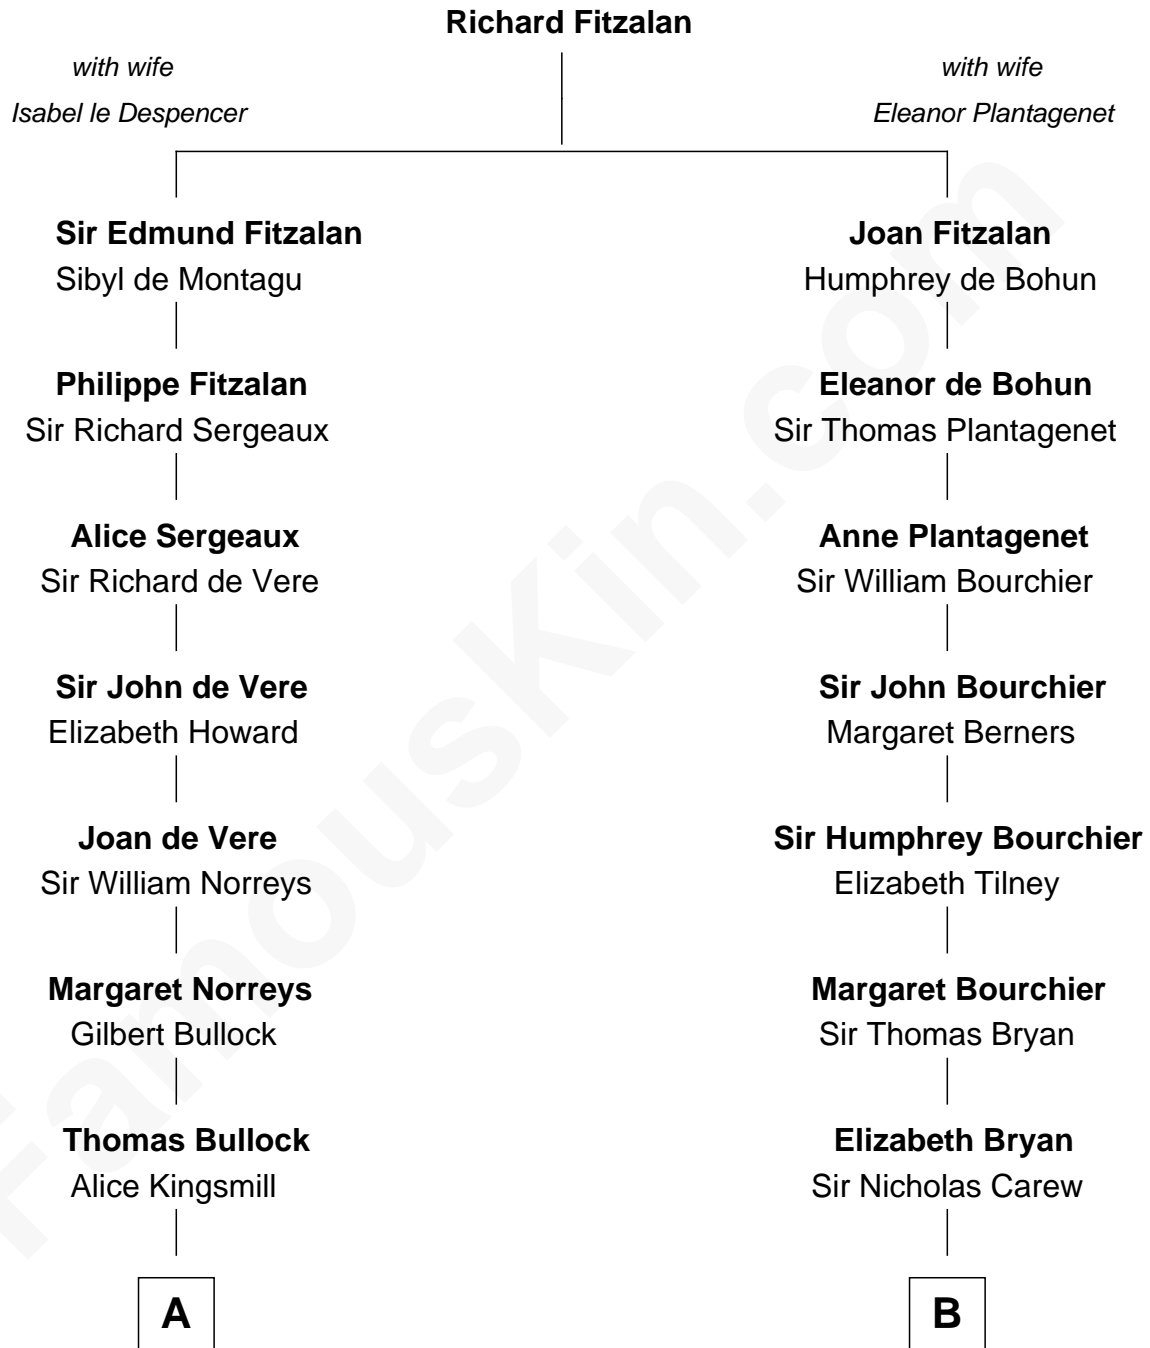 Richard Fitzalan
with wife
Isabel le Despencer
with wife
Eleanor Plantagenet
Sir Edmund Fitzalan
Sibyl de Montagu
Joan Fitzalan
Humphrey de Bohun
Philippe Fitzalan
Sir Richard Sergeaux
Eleanor de Bohun
Sir Thomas Plantagenet
Alice Sergeaux
Sir Richard de Vere
Anne Plantagenet
Sir William Bourchier
Sir John de Vere
Elizabeth Howard
Sir John Bourchier
Margaret Berners
Joan de Vere
Sir William Norreys
Sir Humphrey Bourchier
Elizabeth Tilney
Margaret Norreys
Gilbert Bullock
Margaret Bourchier
Sir Thomas Bryan
Thomas Bullock
Alice Kingsmill
Elizabeth Bryan
Sir Nicholas Carew
A
B
FamousKin.com